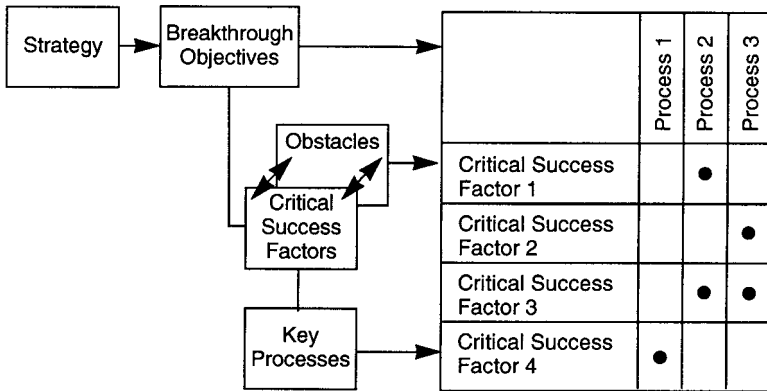 Strategy
Breakthrough
Objectives
Obstacles
Critical
Success
Factors
Key
Processes
Process 1
Process 2
Process 3
Critical Success
Factor 1
Critical Success
Factor 2
Critical Success
Factor 3
Critical Success
Factor 4